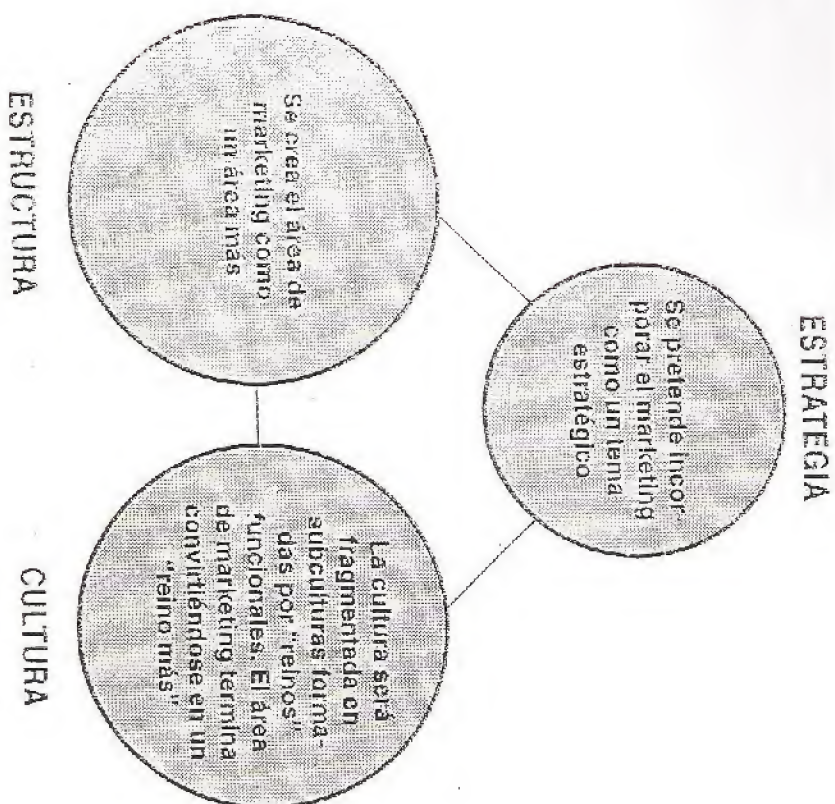 ESTRATEGIA
Se pretende incor-
porar el marketing
como un tema
estratégico
Se crea el área de
marketing como
un área más
ESTRUCTURA
La cultura será
fragmentada en
subculturas forma-
das por "reinos"
funcionales. El área
de marketing termina
convirtiéndose en un
"reino más"
CULTURA